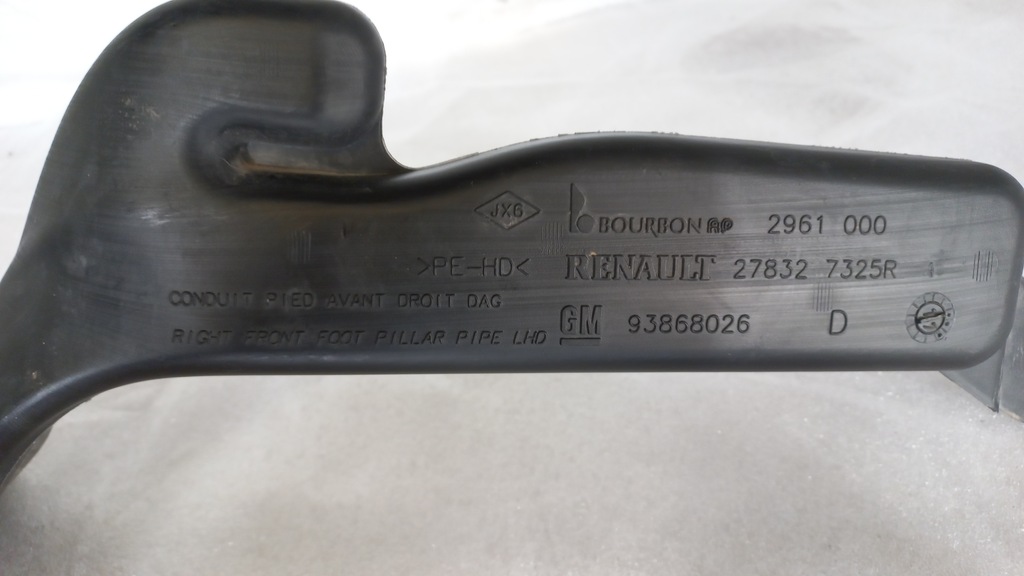 JX6 BOURBON AP 2961 000
>PE-HD< RENAULT 27832 7325R
CONDUIT PIED AVANT DROIT DAG
RIGHT FRONT FOOT PILLAR PIPE LHD GM 93868026 D